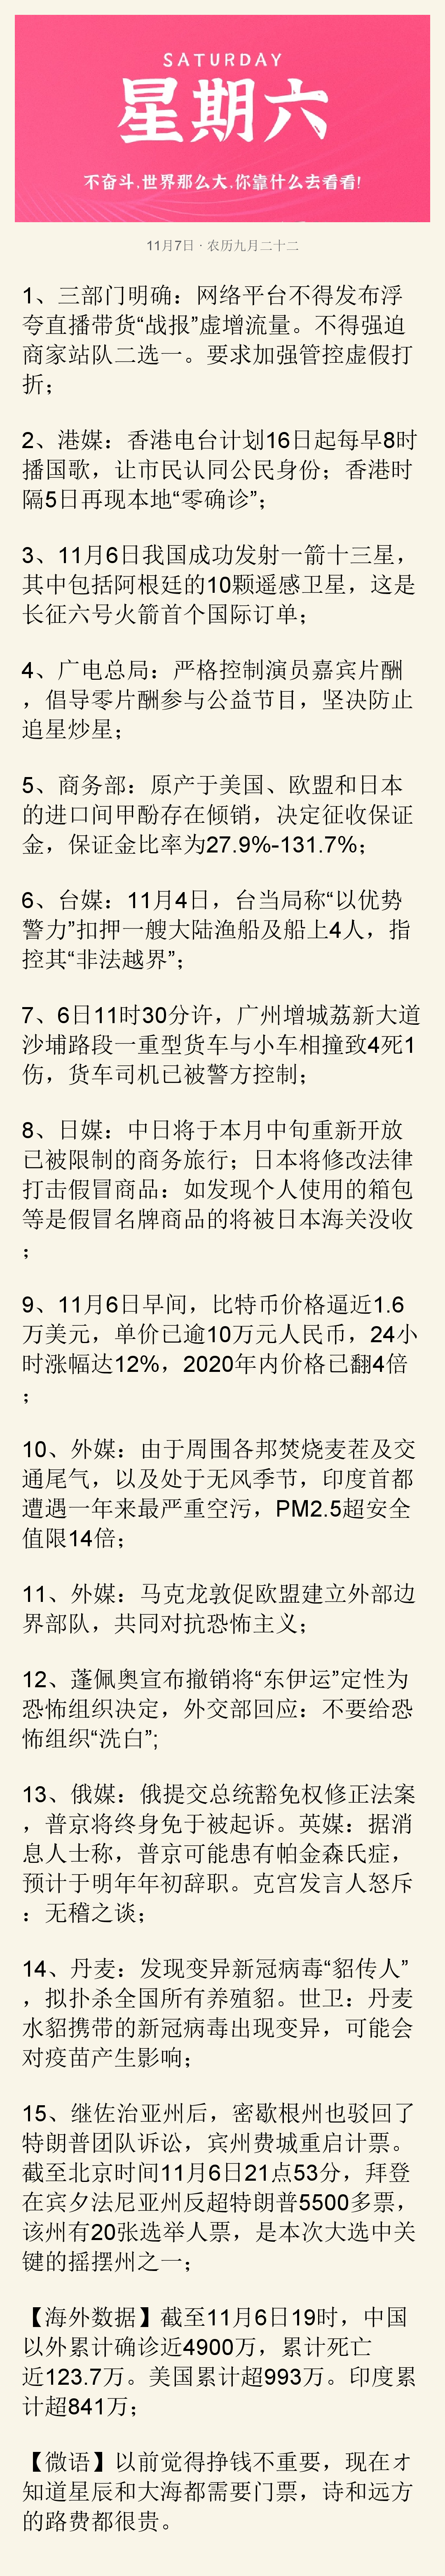 SATURDAY
星期六
不奋斗,世界那么大,你靠什么去看看!
11月7日 · 农历九月二十二
1、三部门明确：网络平台不得发布浮
夸直播带货“战报”虚增流量。不得强迫
商家站队二选一。要求加强管控虚假打
折；
2、港媒：香港电台计划16日起每早8时
播国歌，让市民认同公民身份；香港时
隔5日再现本地“零确诊”；
3、11月6日我国成功发射一箭十三星，
其中包括阿根廷的10颗遥感卫星，这是
长征六号火箭首个国际订单；
4、广电总局：严格控制演员嘉宾片酬
，倡导零片酬参与公益节目，坚决防止
追星炒星；
5、商务部：原产于美国、欧盟和日本
的进口间甲酚存在倾销，决定征收保证
金，保证金比率为27.9%-131.7%；
6、台媒：11月4日，台当局称“以优势
警力”扣押一艘大陆渔船及船上4人，指
控其“非法越界”；
7、6日11时30分许，广州增城荔新大道
沙埔路段一重型货车与小车相撞致4死1
伤，货车司机已被警方控制；
8、日媒：中日将于本月中旬重新开放
已被限制的商务旅行；日本将修改法律
打击假冒商品：如发现个人使用的箱包
等是假冒名牌商品的将被日本海关没收
；
9、11月6日早间，比特币价格逼近1.6
万美元，单价已逾10万元人民币，24小
时涨幅达12%，2020年内价格已翻4倍
；
10、外媒：由于周围各邦焚烧麦茬及交
通尾气，以及处于无风季节，印度首都
遭遇一年来最严重空污，PM2.5超安全
值限14倍；
11、外媒：马克龙敦促欧盟建立外部边
界部队，共同对抗恐怖主义；
12、蓬佩奥宣布撤销将“东伊运”定性为
恐怖组织决定，外交部回应：不要给恐
怖组织“洗白”;
13、俄媒：俄提交总统豁免权修正法案
，普京将终身免于被起诉。英媒：据消
息人士称，普京可能患有帕金森氏症，
预计于明年年初辞职。克宫发言人怒斥
：无稽之谈；
14、丹麦：发现变异新冠病毒“貂传人”
，拟扑杀全国所有养殖貂。世卫：丹麦
水貂携带的新冠病毒出现变异，可能会
对疫苗产生影响；
15、继佐治亚州后，密歇根州也驳回了
特朗普团队诉讼，宾州费城重启计票。
截至北京时间11月6日21点53分，拜登
在宾夕法尼亚州反超特朗普5500多票，
该州有20张选举人票，是本次大选中关
键的摇摆州之一；
【海外数据】截至11月6日19时，中国
以外累计确诊近4900万，累计死亡
近123.7万。美国累计超993万。印度累
计超841万；
【微语】以前觉得挣钱不重要，现在才
知道星辰和大海都需要门票，诗和远方
的路费都很贵。